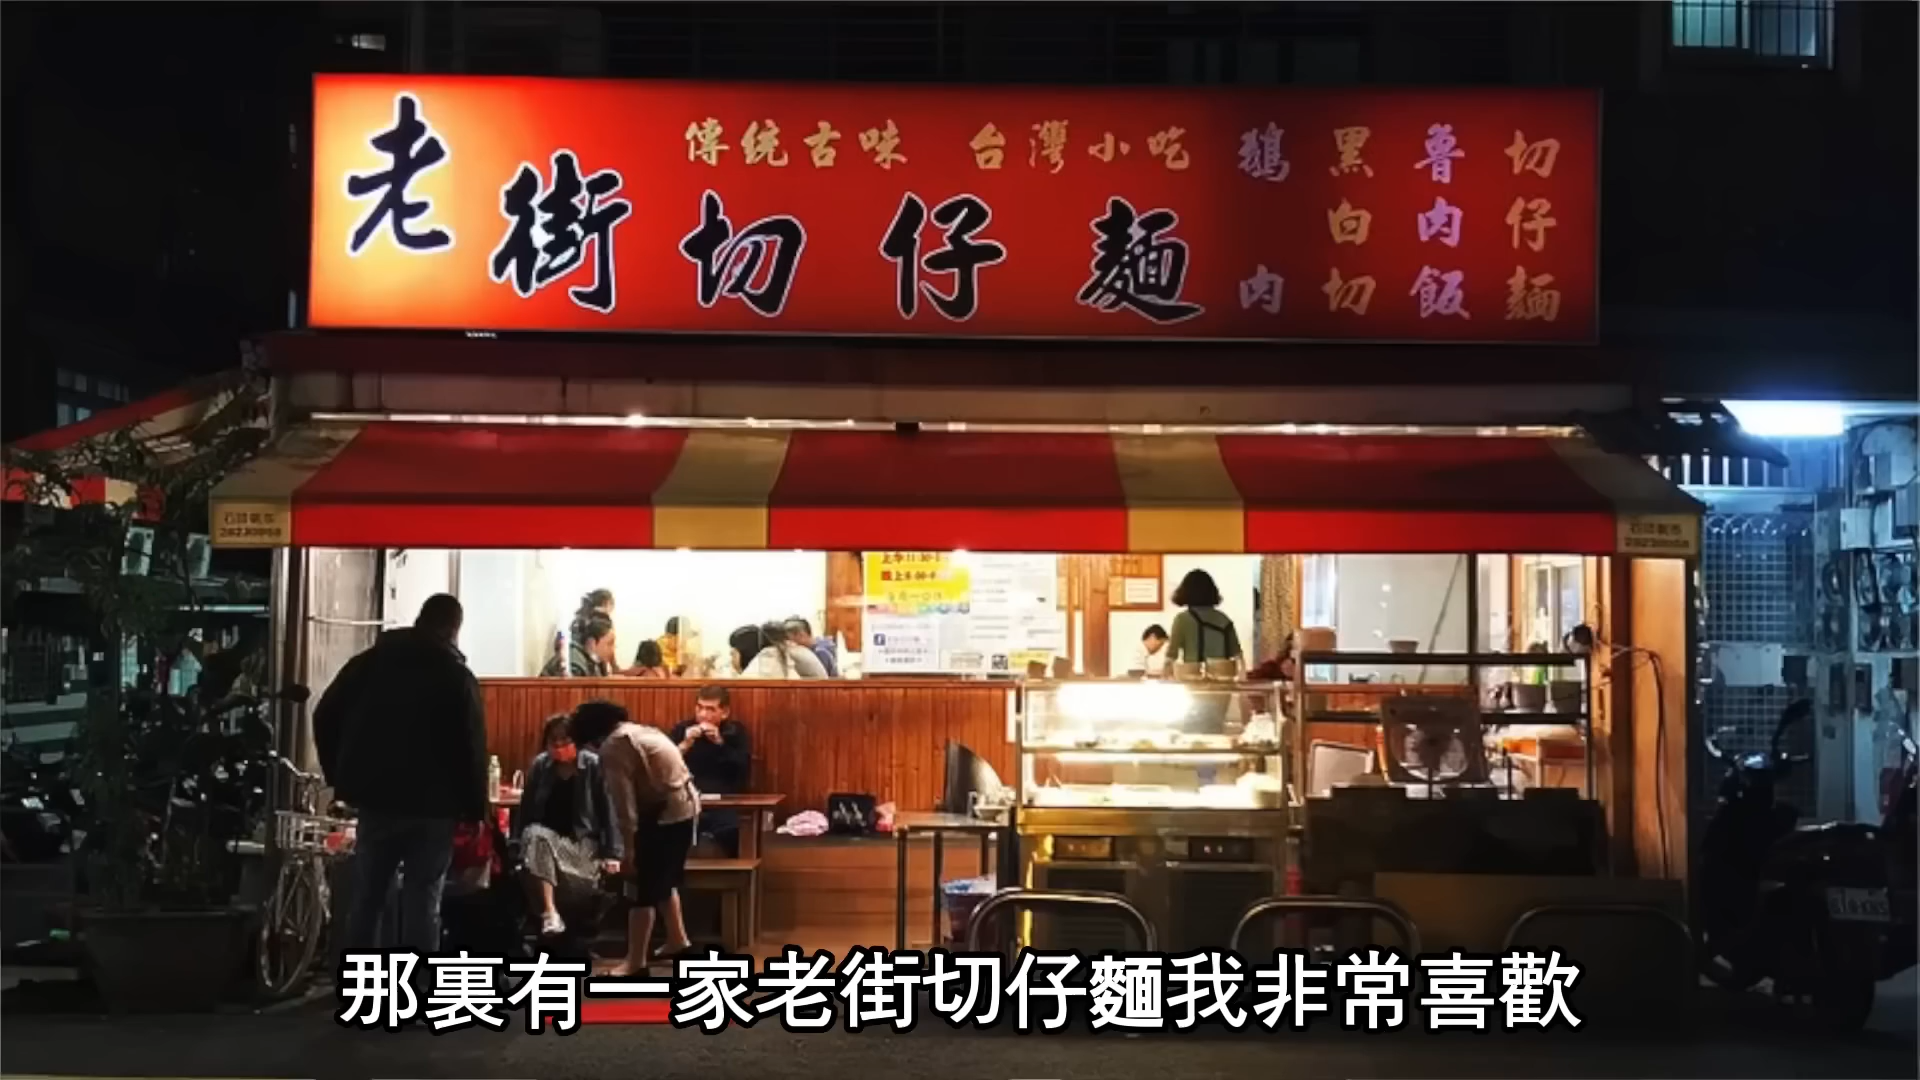 老街切仔麵
傳統古味 台灣小吃
鵝肉
黑白切
魯肉飯
切仔麵
那裏有一家老街切仔麵我非常喜歡